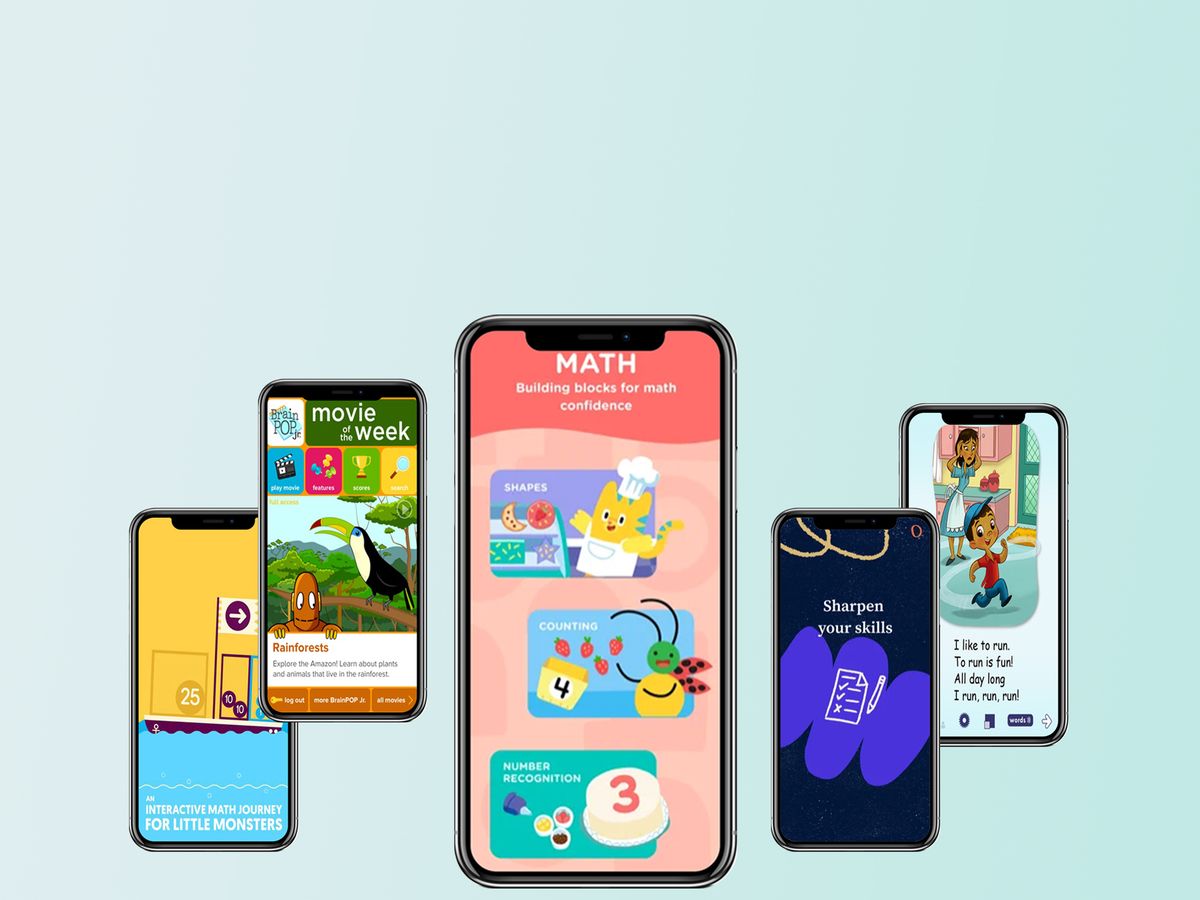 25
10
10
AN
INTERACTIVE MATH JOURNEY
FOR LITTLE MONSTERS
Brain
POP
jr.
movie
of the
week
play movie
features
scores
search
full access
Rainforests
Explore the Amazon! Learn about plants
and animals that live in the rainforest.
log out
more BrainPOP Jr.
all movies
MATH
Building blocks for math
confidence
SHAPES
COUNTING
4
NUMBER
RECOGNITION
3
Sharpen
your skills
I like to run.
To run is fun!
All day long
I run, run, run!
words